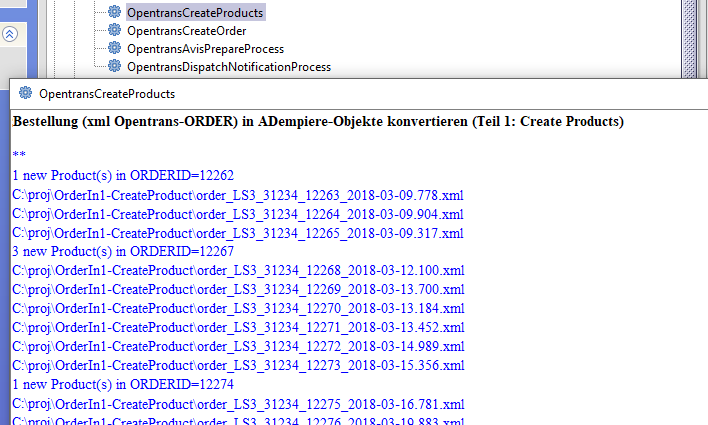 OpentransCreateProducts
OpentransCreateOrder
OpentransAvisPrepareProcess
OpentransDispatchNotificationProcess
OpentransCreateProducts
Bestellung (xml Opentrans-ORDER) in ADempiere-Objekte konvertieren (Teil 1: Create Products)
**
1 new Product(s) in ORDERID=12262
C:\proj\OrderIn1-CreateProduct\order_LS3_31234_12263_2018-03-09.778.xml
C:\proj\OrderIn1-CreateProduct\order_LS3_31234_12264_2018-03-09.904.xml
C:\proj\OrderIn1-CreateProduct\order_LS3_31234_12265_2018-03-09.317.xml
3 new Product(s) in ORDERID=12267
C:\proj\OrderIn1-CreateProduct\order_LS3_31234_12268_2018-03-12.100.xml
C:\proj\OrderIn1-CreateProduct\order_LS3_31234_12269_2018-03-13.700.xml
C:\proj\OrderIn1-CreateProduct\order_LS3_31234_12270_2018-03-13.184.xml
C:\proj\OrderIn1-CreateProduct\order_LS3_31234_12271_2018-03-13.452.xml
C:\proj\OrderIn1-CreateProduct\order_LS3_31234_12272_2018-03-14.989.xml
C:\proj\OrderIn1-CreateProduct\order_LS3_31234_12273_2018-03-15.356.xml
1 new Product(s) in ORDERID=12274
C:\proj\OrderIn1-CreateProduct\order_LS3_31234_12275_2018-03-16.781.xml
C:\proj\OrderIn1-CreateProduct\order_LS3_31234_12276_2018-03-19.883.xml